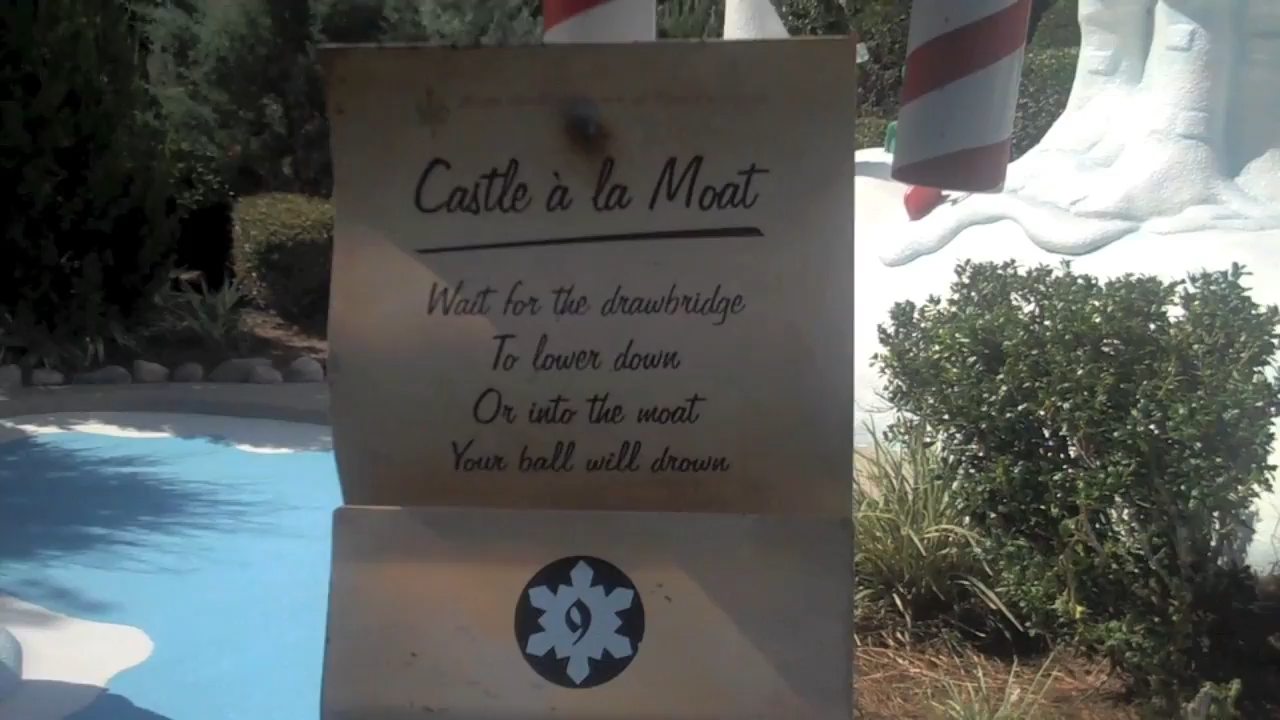 Castle à la Moat
Wait for the drawbridge
To lower down
Or into the moat
Your ball will drown
9